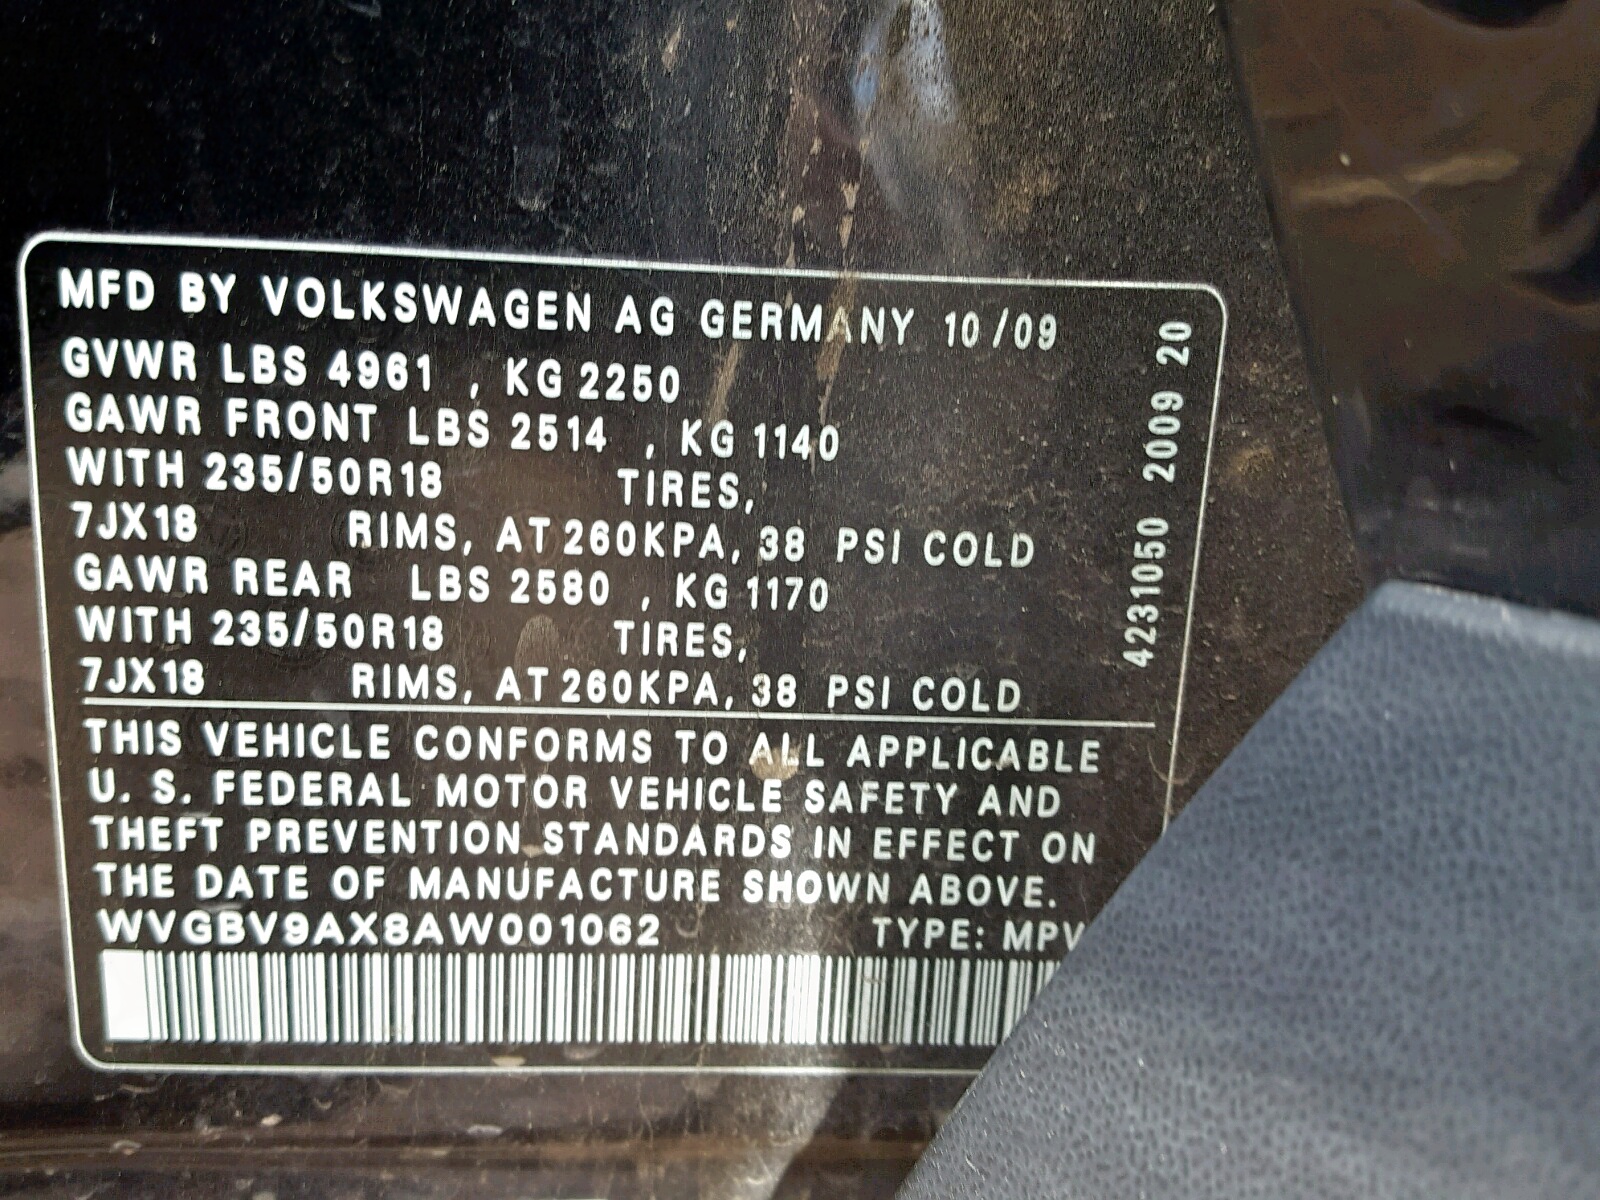 MFD BY VOLKSWAGEN AG GERMANY 10/09
GVWR LBS 4961 , KG 2250
GAWR FRONT LBS 2514 , KG 1140
WITH 235/50R18 TIRES,
7JX18 RIMS, AT 260KPA, 38 PSI COLD
GAWR REAR LBS 2580 , KG 1170
WITH 235/50R18 TIRES,
7JX18 RIMS, AT 260KPA, 38 PSI COLD
THIS VEHICLE CONFORMS TO ALL APPLICABLE
U. S. FEDERAL MOTOR VEHICLE SAFETY AND
THEFT PREVENTION STANDARDS IN EFFECT ON
THE DATE OF MANUFACTURE SHOWN ABOVE.
WVGBV9AX8AW001062 TYPE: MPV
4231050 2009 20